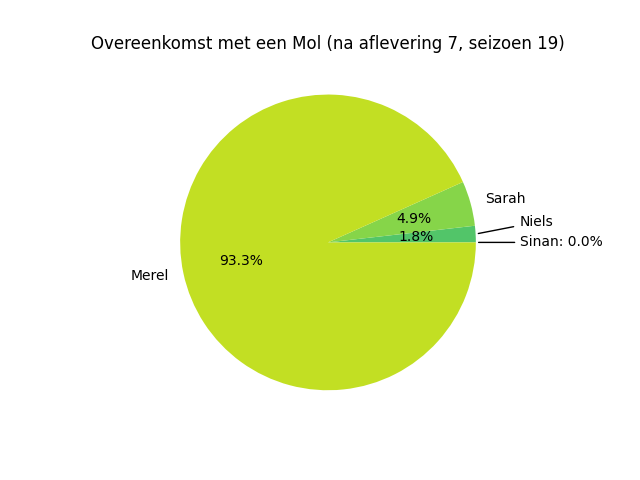 Overeenkomst met een Mol (na aflevering 7, seizoen 19)
Sarah
4.9%
Niels
1.8%
Sinan: 0.0%
93.3%
Merel